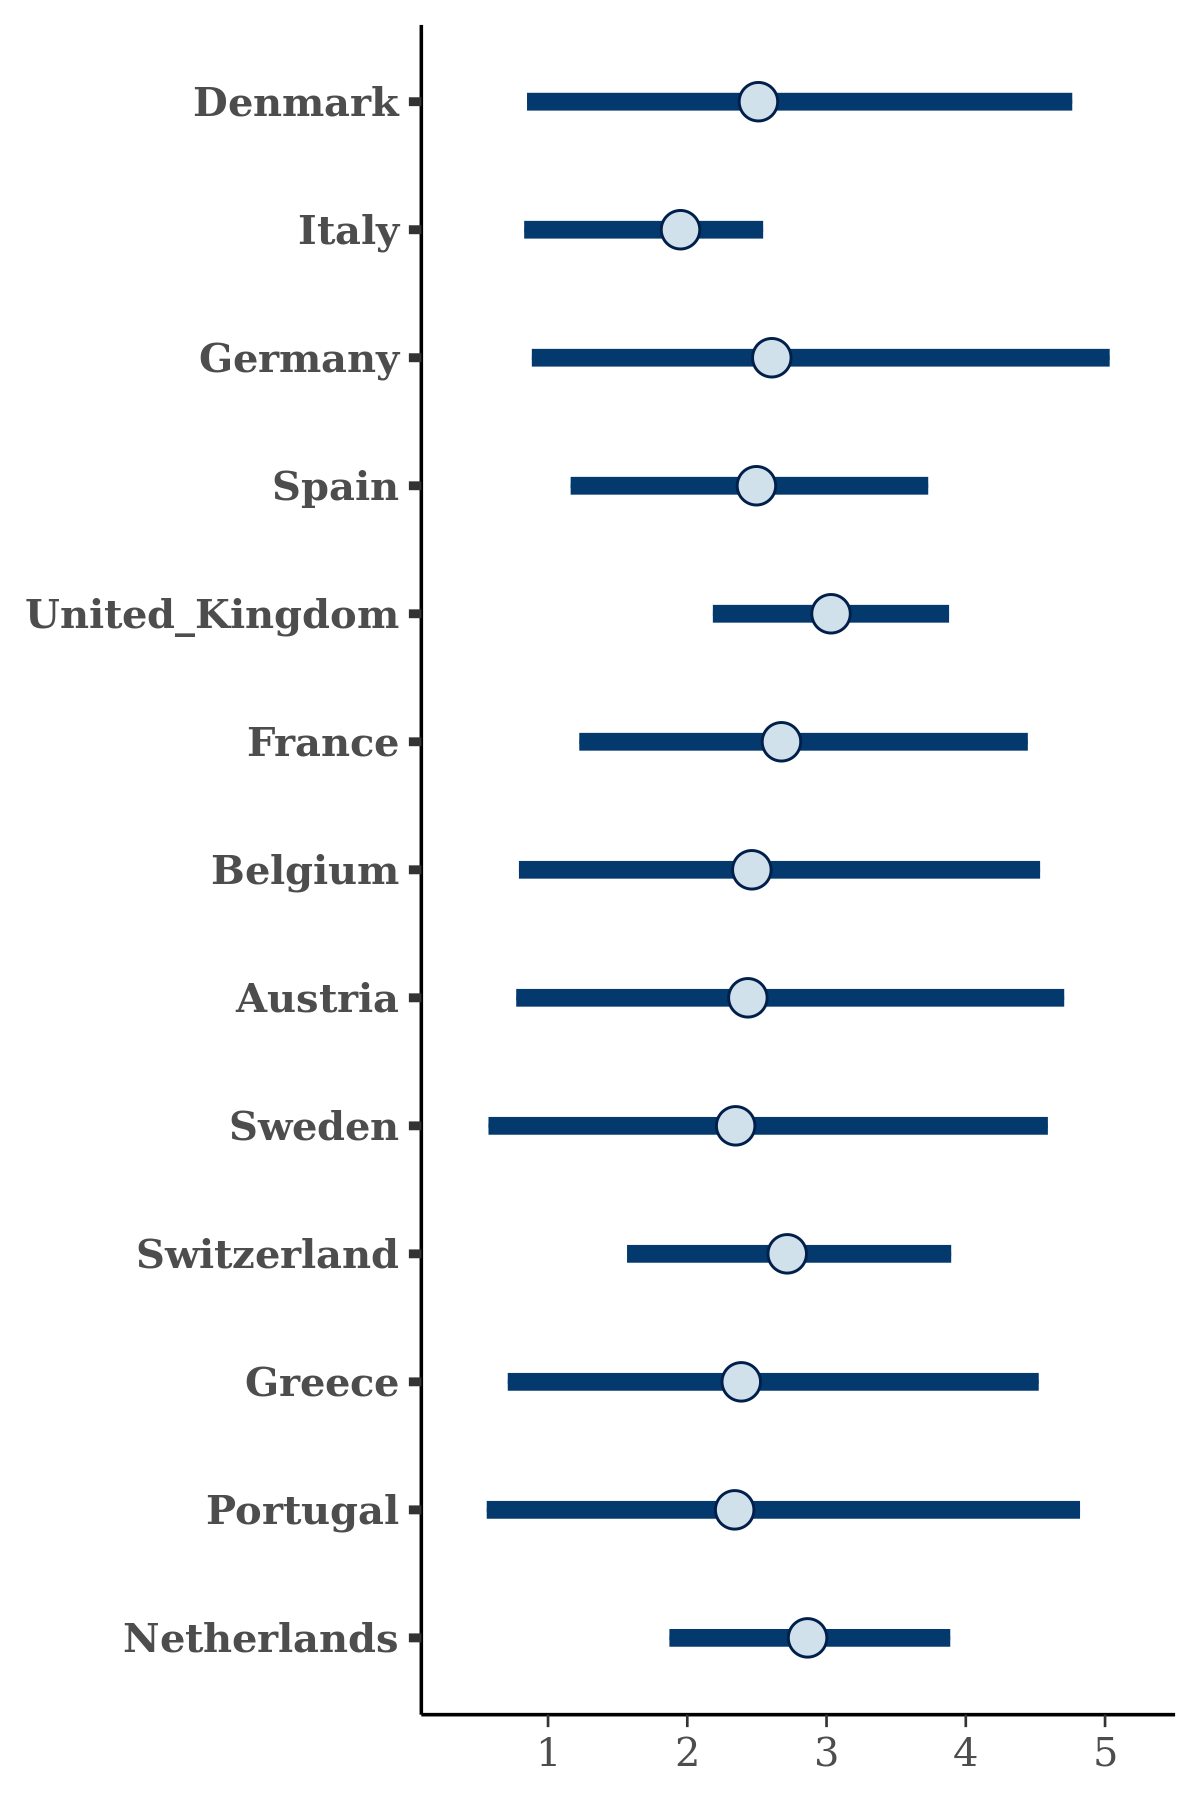 Denmark
Italy
Germany
Spain
United_Kingdom
France
Belgium
Austria
Sweden
Switzerland
Greece
Portugal
Netherlands
1 2 3 4 5